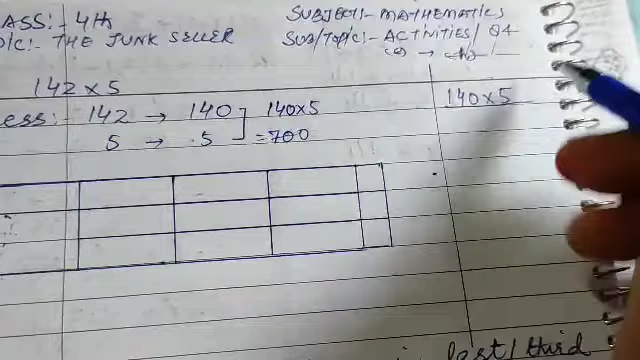 ASS:- 4th
SUBJECT:- MATHEMATICS
PIC:- THE JUNK SELLER
SUB/TOPIC:- ACTIVITIES/ Q4
142 x 5
ess:- 142 → 140 ] 140x5
5 → 5 ] =700
140x5
last/third